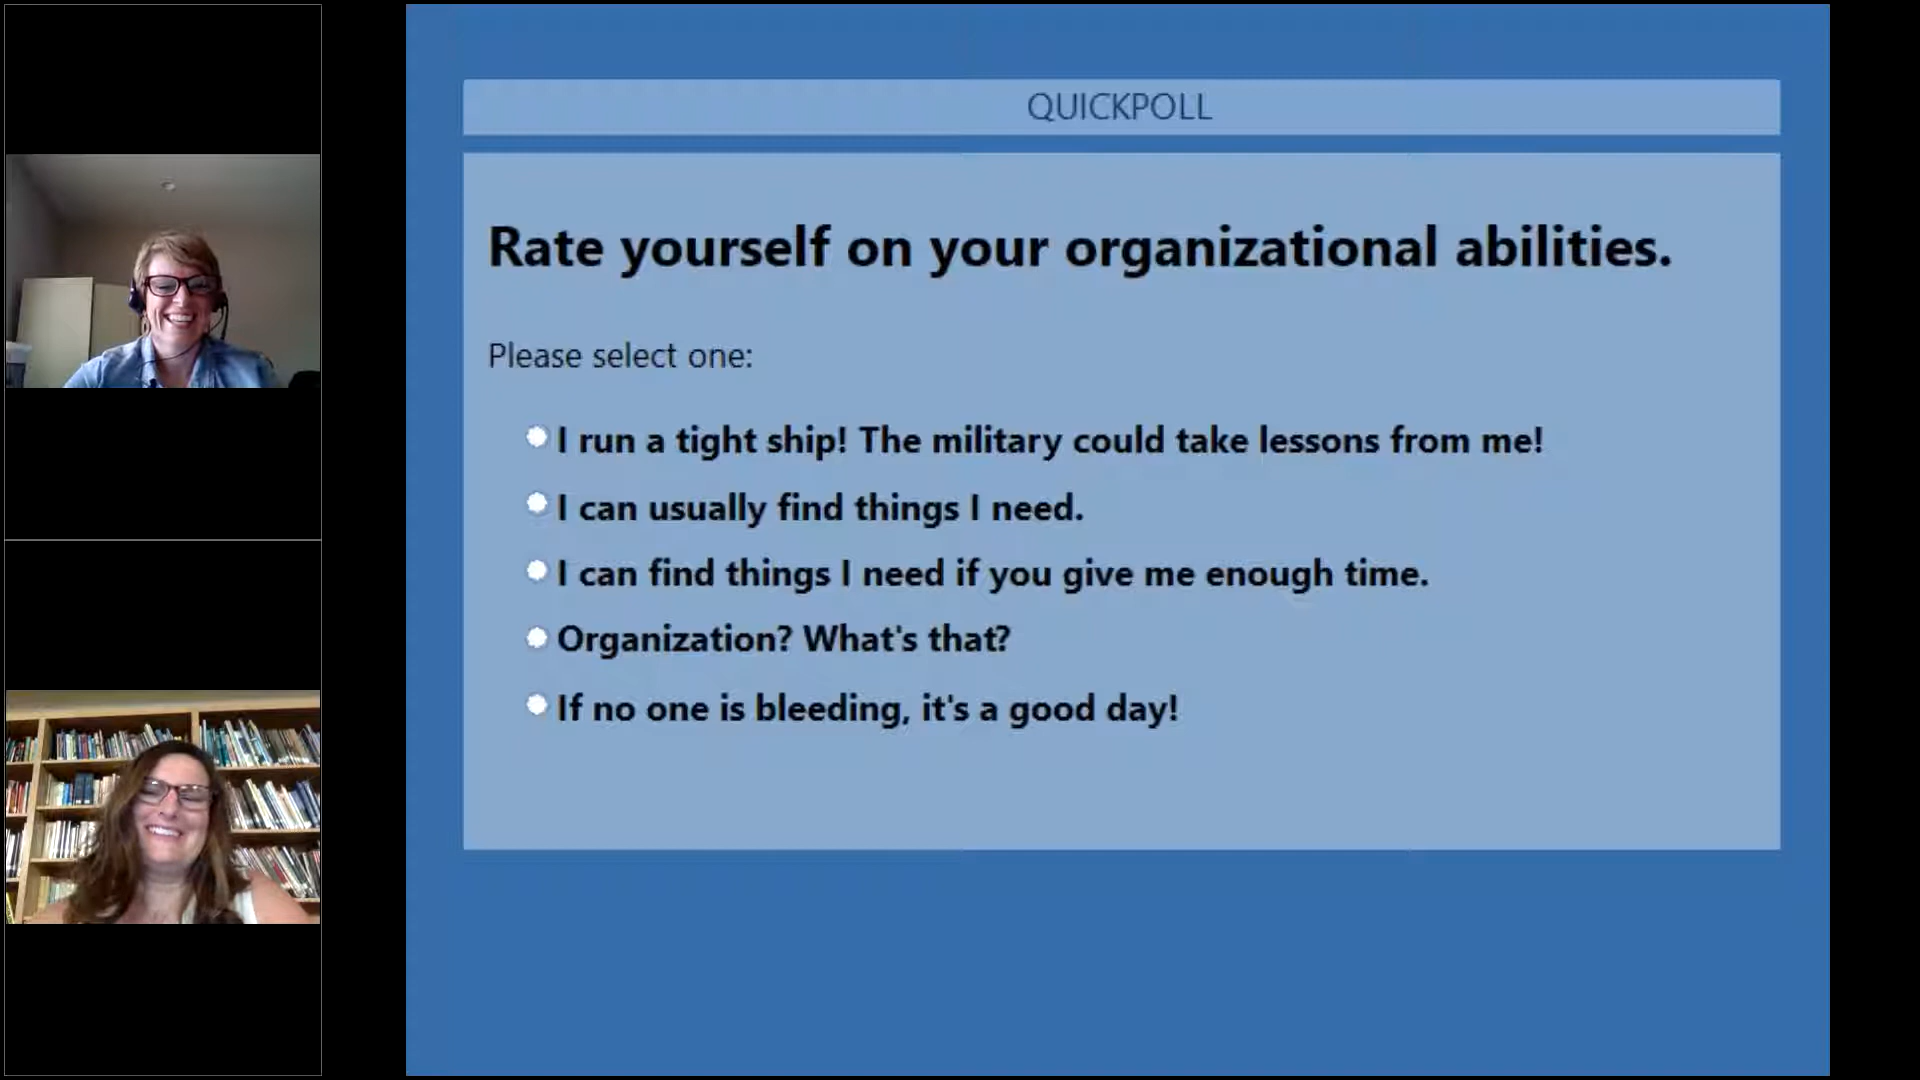 QUICKPOLL
Rate yourself on your organizational abilities.
Please select one:
I run a tight ship! The military could take lessons from me!
I can usually find things I need.
I can find things I need if you give me enough time.
Organization? What's that?
If no one is bleeding, it's a good day!